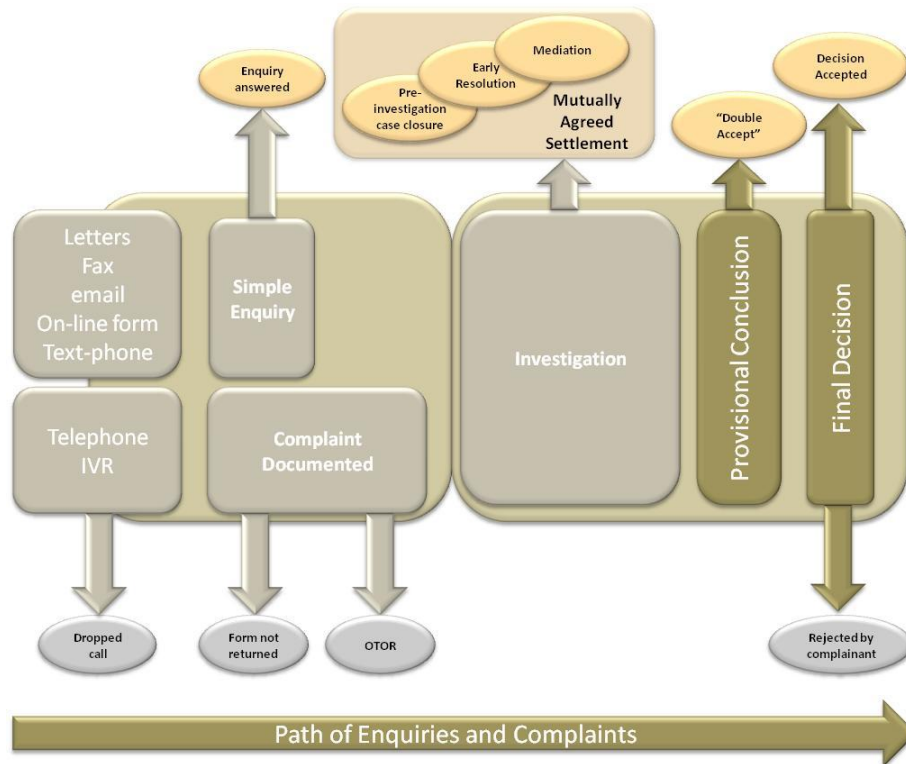 Mediation
Early
Resolution
Pre-
investigation
case closure
Mutually
Agreed
Settlement
Enquiry
answered
"Double
Accept"
Decision
Accepted
Letters
Fax
email
On-line form
Text-phone
Simple
Enquiry
Telephone
IVR
Complaint
Documented
Investigation
Provisional Conclusion
Final Decision
Dropped
call
Form not
returned
OTOR
Rejected by
complainant
Path of Enquiries and Complaints